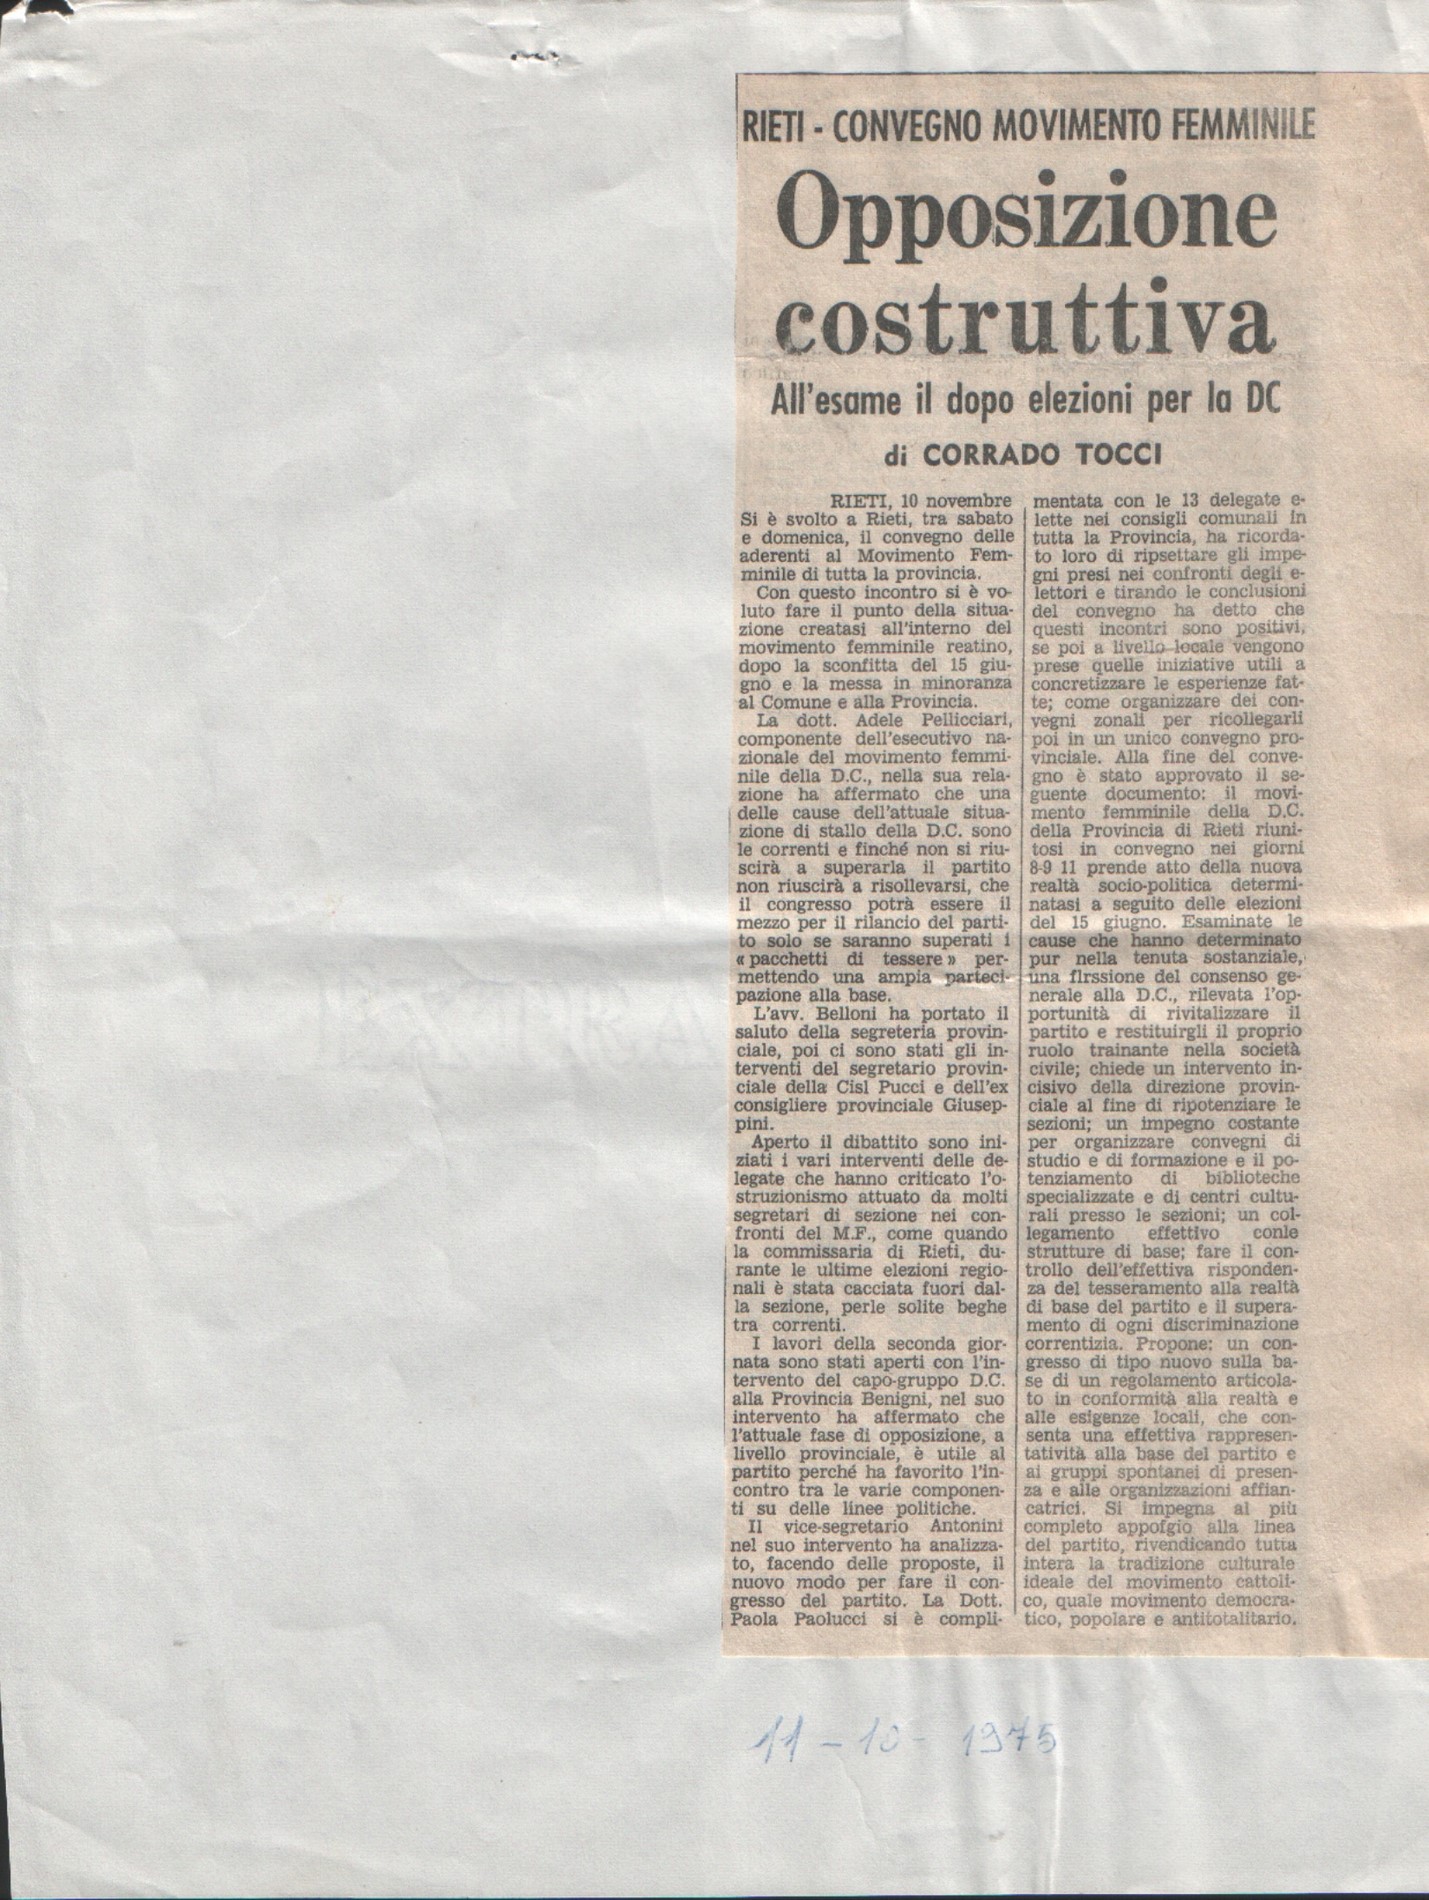 RIETI - CONVEGNO MOVIMENTO FEMMINILE
Opposizione
costruttiva
All'esame il dopo elezioni per la DC
di CORRADO TOCCI
RIETI, 10 novembre
Si è svolto a Rieti, tra sabato
e domenica, il convegno delle
aderenti al Movimento Fem-
minile di tutta la provincia.
Con questo incontro si è vo-
luto fare il punto della situa-
zione creatasi all'interno del
movimento femminile reatino,
dopo la sconfitta del 15 giu-
gno e la messa in minoranza
al Comune e alla Provincia.
La dott. Adele Pellicciari,
componente dell'esecutivo na-
zionale del movimento femmi-
nile della D.C., nella sua rela-
zione ha affermato che una
delle cause dell'attuale situa-
zione di stallo della D.C. sono
le correnti e finché non si riu-
scirà a superarla il partito
non riuscirà a risollevarsi, che
il congresso potrà essere il
mezzo per il rilancio del parti-
to solo se saranno superati i
« pacchetti di tessere » per-
mettendo una ampia parteci-
pazione alla base.
L'avv. Belloni ha portato il
saluto della segreteria provin-
ciale, poi ci sono stati gli in-
terventi del segretario provin-
ciale della Cisl Pucci e dell'ex
consigliere provinciale Giusep-
pini.
Aperto il dibattito sono ini-
ziati i vari interventi delle de-
legate che hanno criticato l'o-
struzionismo attuato da molti
segretari di sezione nei con-
fronti del M.F., come quando
la commissaria di Rieti, du-
rante le ultime elezioni regio-
nali è stata cacciata fuori dal-
la sezione, perle solite beghe
tra correnti.
I lavori della seconda gior-
nata sono stati aperti con l'in-
tervento del capo-gruppo D.C.
alla Provincia Benigni, nel suo
intervento ha affermato che
l'attuale fase di opposizione, a
livello provinciale, è utile al
partito perché ha favorito l'in-
contro tra le varie componen-
ti su delle linee politiche.
Il vice-segretario Antonini
nel suo intervento ha analizza-
to, facendo delle proposte, il
nuovo modo per fare il con-
gresso del partito. La Dott.
Paola Paolucci si è compli-
mentata con le 13 delegate e-
lette nei consigli comunali in
tutta la Provincia, ha ricorda-
to loro di ripsettare gli impe-
gni presi nei confronti degli e-
lettori e tirando le conclusioni
del convegno ha detto che
questi incontri sono positivi,
se poi a livello locale vengono
prese quelle iniziative utili a
concretizzare le esperienze fat-
te; come organizzare dei con-
vegni zonali per ricollegarli
poi in un unico convegno pro-
vinciale. Alla fine del conve-
gno è stato approvato il se-
guente documento: il movi-
mento femminile della D.C.
della Provincia di Rieti riuni-
tosi in convegno nei giorni
8-9 11 prende atto della nuova
realtà socio-politica determi-
natasi a seguito delle elezioni
del 15 giugno. Esaminate le
cause che hanno determinato
pur nella tenuta sostanziale,
una flrssione del consenso ge-
nerale alla D.C., rilevata l'op-
portunità di rivitalizzare il
partito e restituirgli il proprio
ruolo trainante nella società
civile; chiede un intervento in-
cisivo della direzione provin-
ciale al fine di ripotenziare le
sezioni; un impegno costante
per organizzare convegni di
studio e di formazione e il po-
tenziamento di biblioteche
specializzate e di centri cultu-
rali presso le sezioni; un col-
legamento effettivo conle
strutture di base; fare il con-
trollo dell'effettiva risponden-
za del tesseramento alla realtà
di base del partito e il supera-
mento di ogni discriminazione
correntizia. Propone: un con-
gresso di tipo nuovo sulla ba-
se di un regolamento articola-
to in conformità alla realtà e
alle esigenze locali, che con-
senta una effettiva rappresen-
tatività alla base del partito e
ai gruppi spontanei di presen-
za e alle organizzazioni affian-
catrici. Si impegna al più
completo appofgio alla linea
del partito, rivendicando tutta
intera la tradizione culturale
ideale del movimento cattoli-
co, quale movimento democra-
tico, popolare e antitotalitario.
11-10-1975